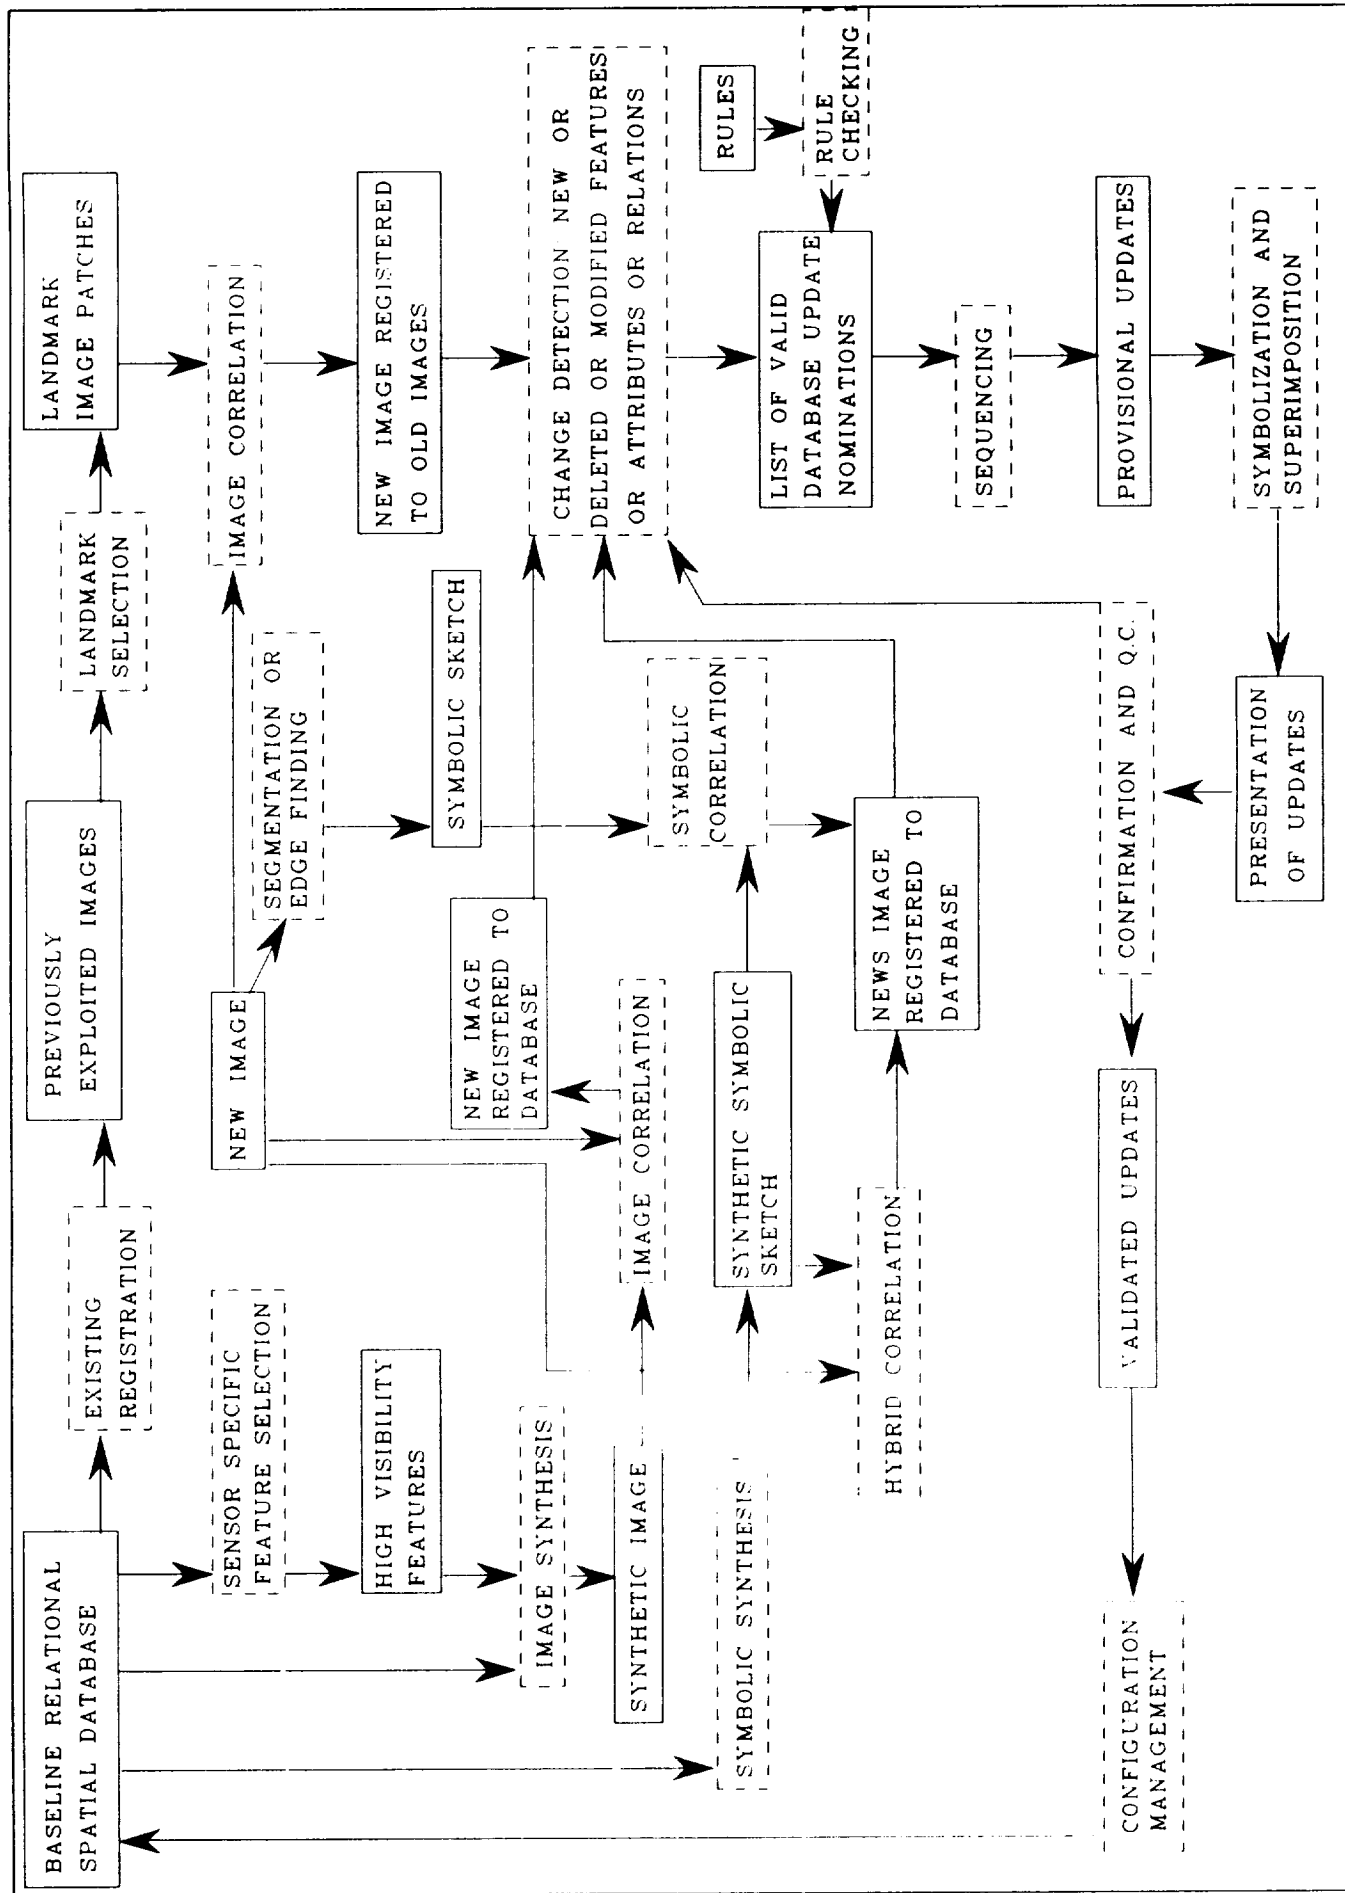 BASELINE RELATIONAL
SPATIAL DATABASE
EXISTING
REGISTRATION
PREVIOUSLY
EXPLOITED IMAGES
LANDMARK
SELECTION
LANDMARK
IMAGE PATCHES
SENSOR SPECIFIC
FEATURE SELECTION
NEW IMAGE
SEGMENTATION OR
EDGE FINDING
IMAGE CORRELATION
HIGH VISIBILITY
FEATURES
SYMBOLIC SKETCH
NEW IMAGE REGISTERED
TO OLD IMAGES
IMAGE SYNTHESIS
NEW IMAGE
REGISTERED TO
DATABASE
CHANGE DETECTION NEW OR
DELETED OR MODIFIED FEATURES
OR ATTRIBUTES OR RELATIONS
SYNTHETIC IMAGE
IMAGE CORRELATION
SYMBOLIC
CORRELATION
RULES
SYMBOLIC SYNTHESIS
SYNTHETIC SYMBOLIC
SKETCH
LIST OF VALID
DATABASE UPDATE
NOMINATIONS
RULE
CHECKING
HYBRID CORRELATION
NEWS IMAGE
REGISTERED TO
DATABASE
SEQUENCING
CONFIGURATION
MANAGEMENT
VALIDATED UPDATES
CONFIRMATION AND Q.C.
PROVISIONAL UPDATES
PRESENTATION
OF UPDATES
SYMBOLIZATION AND
SUPERIMPOSITION